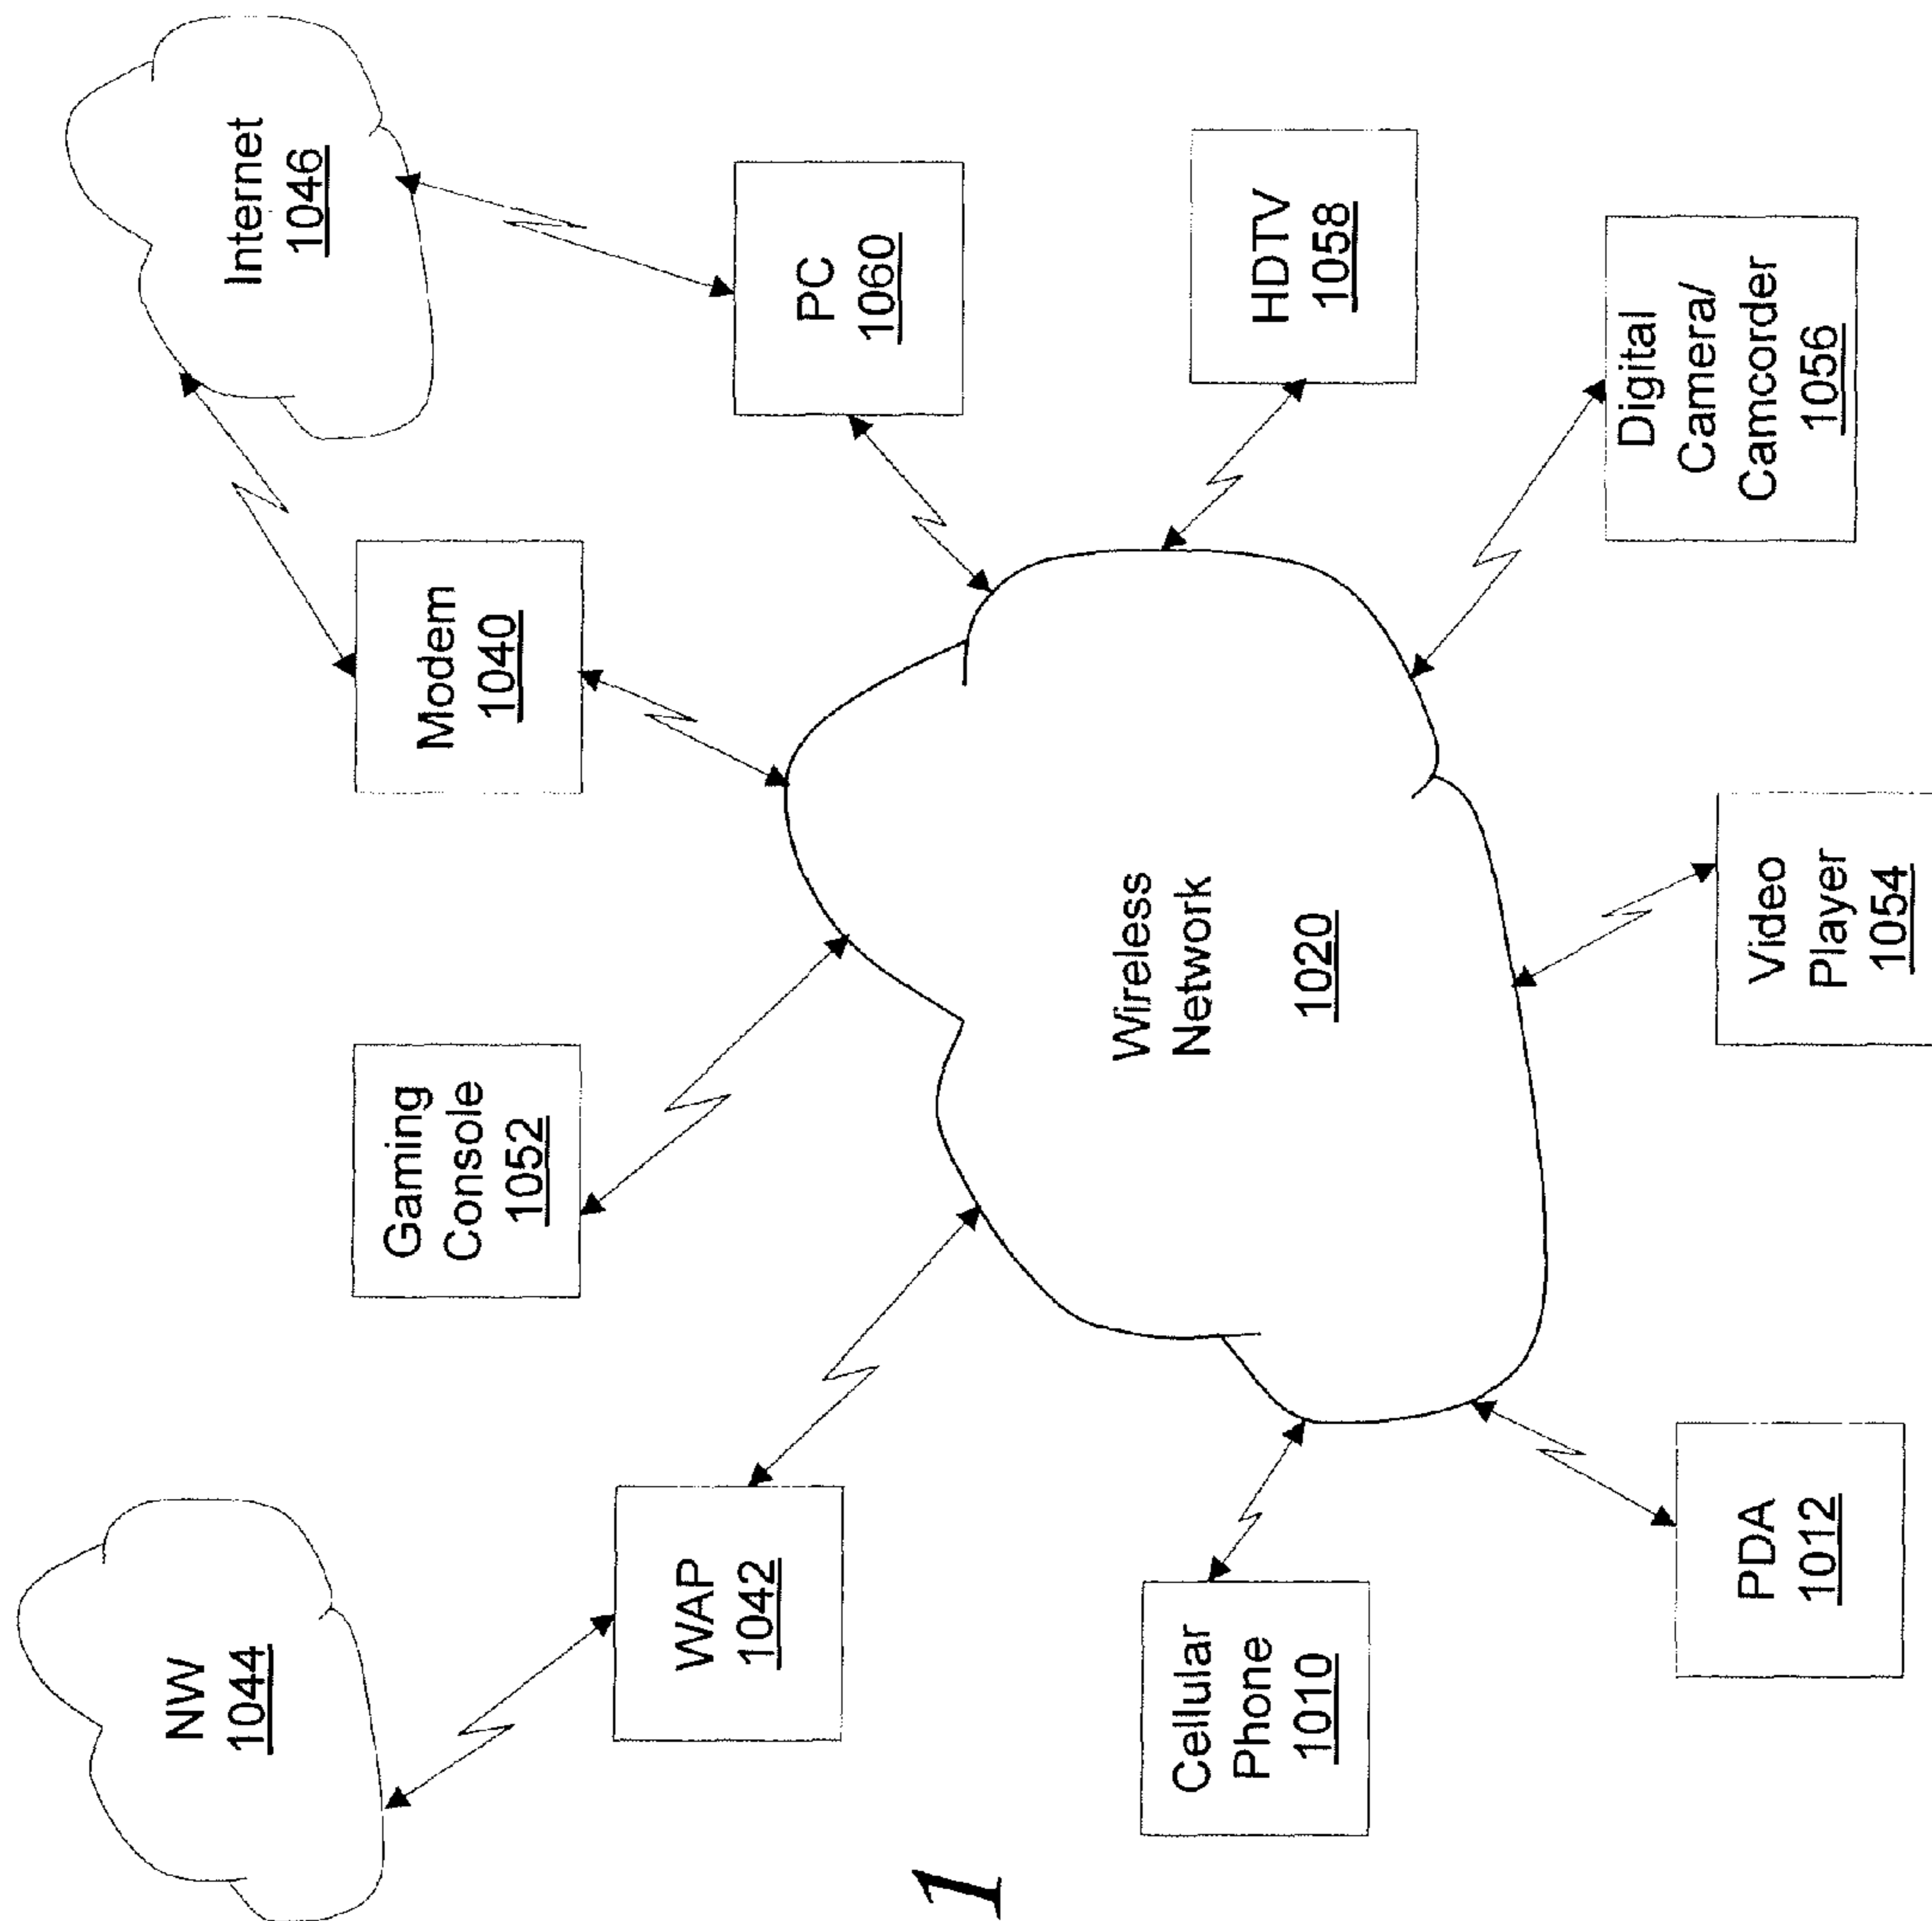 NW
1044
Internet
1046
Gaming
Console
1052
Modem
1040
WAP
1042
PC
1060
Wireless
Network
1020
Cellular
Phone
1010
HDTV
1058
PDA
1012
Video
Player
1054
Digital
Camera/
Camcorder
1056
1